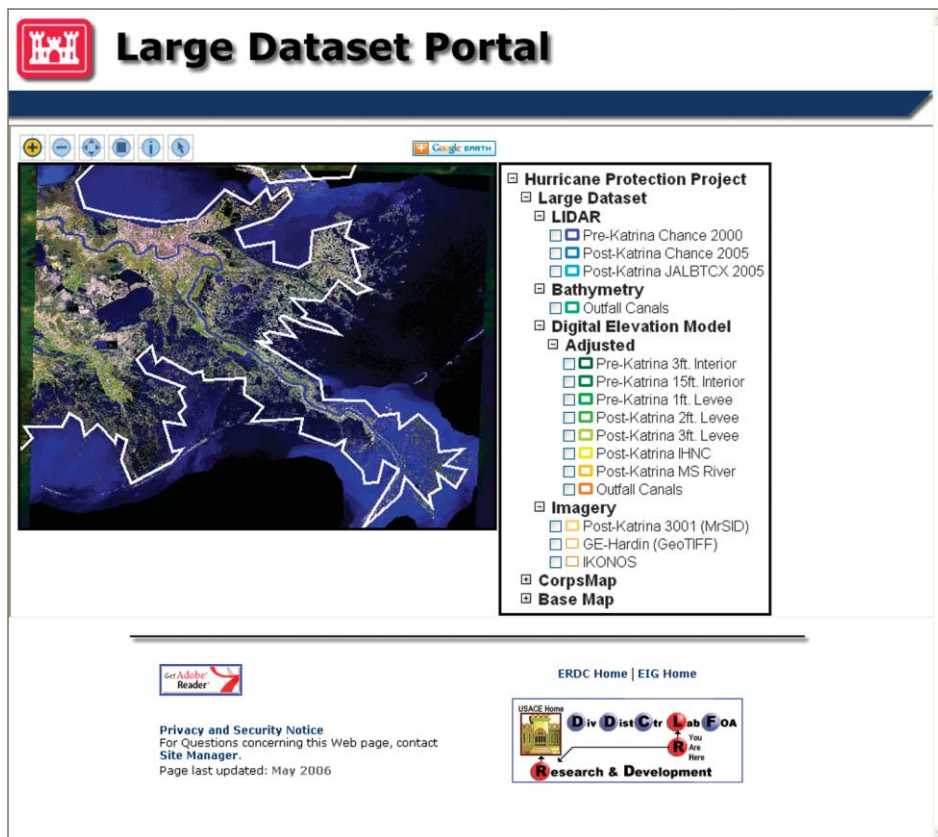 Large Dataset Portal
Google EARTH
Hurricane Protection Project
Large Dataset
LIDAR
Pre-Katrina Chance 2000
Post-Katrina Chance 2005
Post-Katrina JALBTCX 2005
Bathymetry
Outfall Canals
Digital Elevation Model
Adjusted
Pre-Katrina 3ft. Interior
Pre-Katrina 15ft. Interior
Pre-Katrina 1ft. Levee
Post-Katrina 2ft. Levee
Post-Katrina 3ft. Levee
Post-Katrina IHNC
Post-Katrina MS River
Outfall Canals
Imagery
Post-Katrina 3001 (MrSID)
GE-Hardin (GeoTIFF)
IKONOS
CorpsMap
Base Map
Get Adobe®
Reader®
Privacy and Security Notice
For Questions concerning this Web page, contact
Site Manager.
Page last updated: May 2006
ERDC Home | EIG Home
USACE Home
Div Dist Ctr Lab FOA
R
You
Are
Here
Research & Development